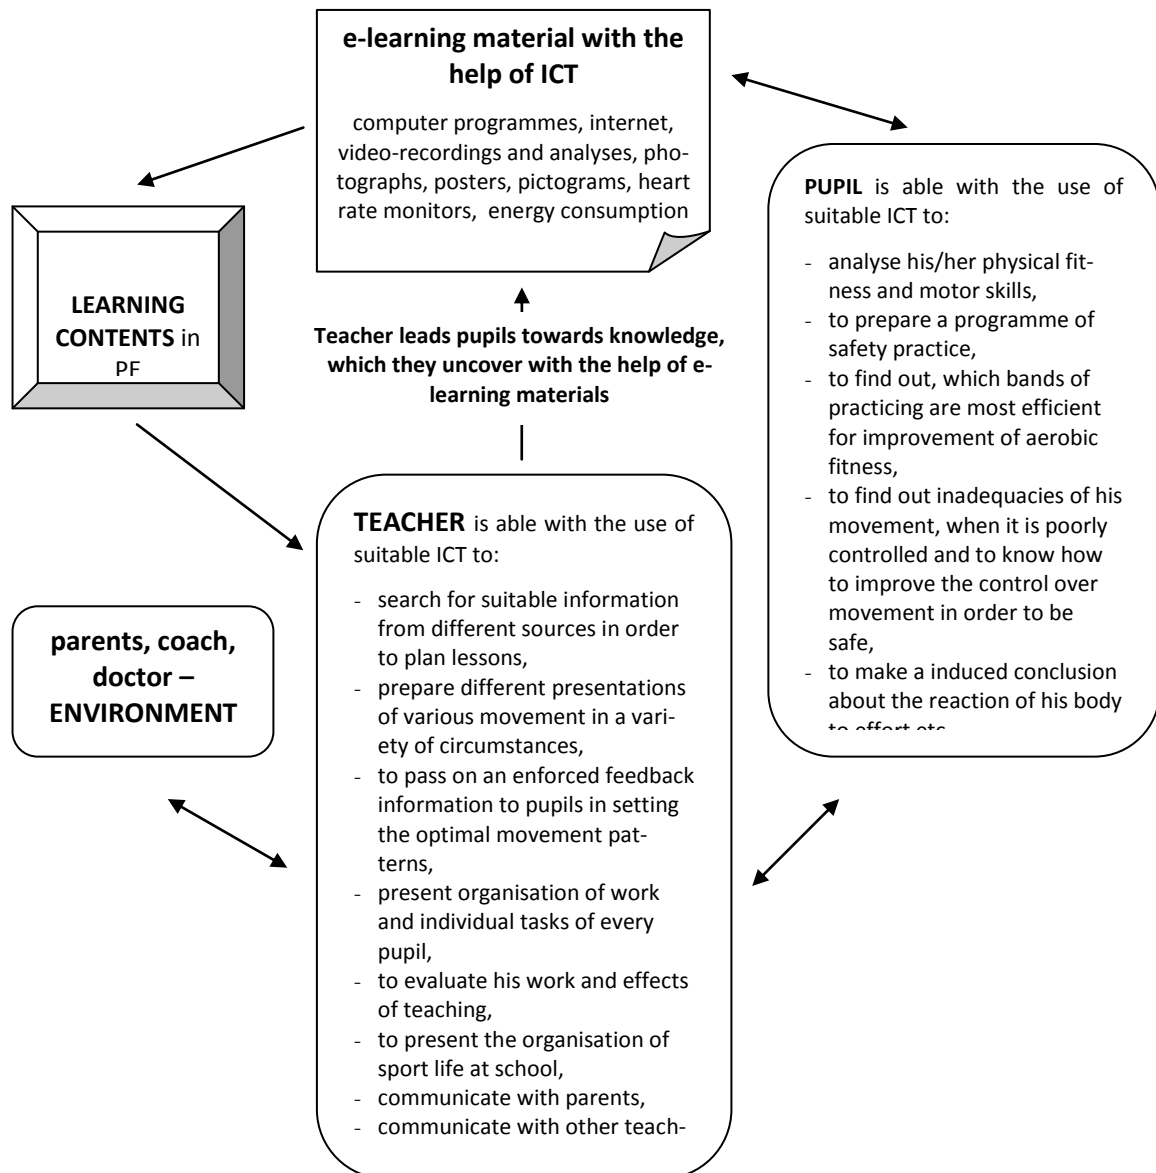 e-learning material with the
help of ICT
computer programmes, internet,
video-recordings and analyses, pho-
tographs, posters, pictograms, heart
rate monitors, energy consumption
LEARNING
CONTENTS in
PE
Teacher leads pupils towards knowledge,
which they uncover with the help of e-
learning materials
PUPIL is able with the use of
suitable ICT to:
- analyse his/her physical fit-
ness and motor skills,
- to prepare a programme of
safety practice,
- to find out, which bands of
practicing are most efficient
for improvement of aerobic
fitness,
- to find out inadequacies of his
movement, when it is poorly
controlled and to know how
to improve the control over
movement in order to be
safe,
- to make a induced conclusion
about the reaction of his body
to effort etc
TEACHER is able with the use of
suitable ICT to:
- search for suitable information
from different sources in order
to plan lessons,
- prepare different presentations
of various movement in a vari-
ety of circumstances,
- to pass on an enforced feedback
information to pupils in setting
the optimal movement pat-
terns,
- present organisation of work
and individual tasks of every
pupil,
- to evaluate his work and effects
of teaching,
- to present the organisation of
sport life at school,
- communicate with parents,
- communicate with other teach-
parents, coach,
doctor –
ENVIRONMENT